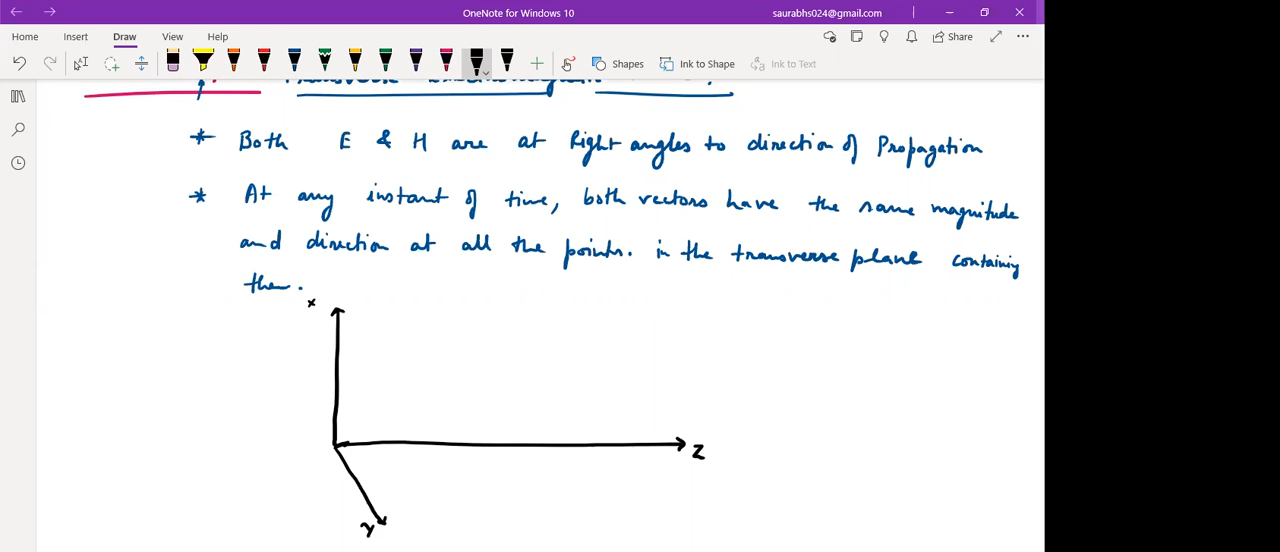 OneNote for Windows 10
saurabhs024@gmail.com
Home Insert Draw View Help
Share
Shapes
Ink to Shape
Ink to Text
* Both E & H are at Right angles to direction of Propagation
* At any instant of time, both vectors have the same magnitude
and direction at all the points. in the transverse plane containing
them.
x
z
y